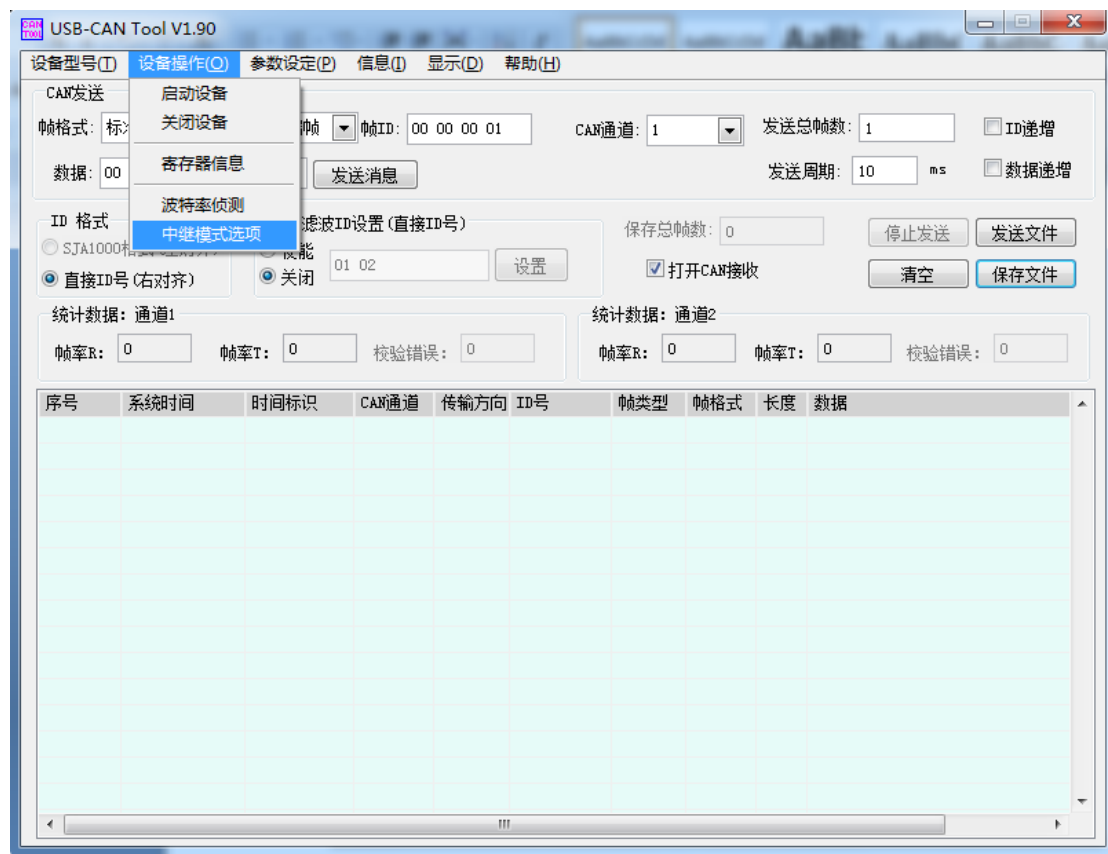 CAN TOOL USB-CAN Tool V1.90
设备型号(T) 设备操作(O) 参数设定(P) 信息(I) 显示(D) 帮助(H)
CAN发送
启动设备
关闭设备
寄存器信息
波特率侦测
中继模式选项
帧格式: 标 帧 帧ID: 00 00 00 01 CAN通道: 1 发送总帧数: 1 ID递增
数据: 00 发送消息 发送周期: 10 ms 数据递增
ID 格式 滤波ID设置(直接ID号) 保存总帧数: 0 停止发送 发送文件
SJA1000 01 02 设置
直接ID号(右对齐) 关闭 打开CAN接收 清空 保存文件
统计数据: 通道1 统计数据: 通道2
帧率R: 0 帧率T: 0 校验错误: 0 帧率R: 0 帧率T: 0 校验错误: 0
序号 系统时间 时间标识 CAN通道 传输方向 ID号 帧类型 帧格式 长度 数据